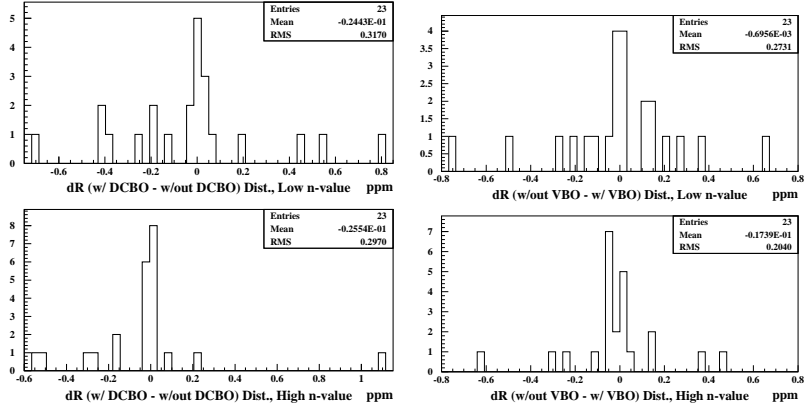 Entries 23
Mean -0.2443E-01
RMS 0.3170
5
4
3
2
1
0
-0.6 -0.4 -0.2 0 0.2 0.4 0.6 0.8
dR (w/ DCBO - w/out DCBO) Dist., Low n-value ppm
Entries 23
Mean -0.6956E-03
RMS 0.2731
4
3.5
3
2.5
2
1.5
1
0.5
0
-0.8 -0.6 -0.4 -0.2 0 0.2 0.4 0.6 0.8
dR (w/out VBO - w/ VBO) Dist., Low n-value ppm
Entries 23
Mean -0.2554E-01
RMS 0.2970
8
7
6
5
4
3
2
1
0
-0.6 -0.4 -0.2 0 0.2 0.4 0.6 0.8 1
dR (w/ DCBO - w/out DCBO) Dist., High n-value ppm
Entries 23
Mean -0.1739E-01
RMS 0.2040
7
6
5
4
3
2
1
0
-0.8 -0.6 -0.4 -0.2 0 0.2 0.4 0.6 0.8
dR (w/out VBO - w/ VBO) Dist., High n-value ppm